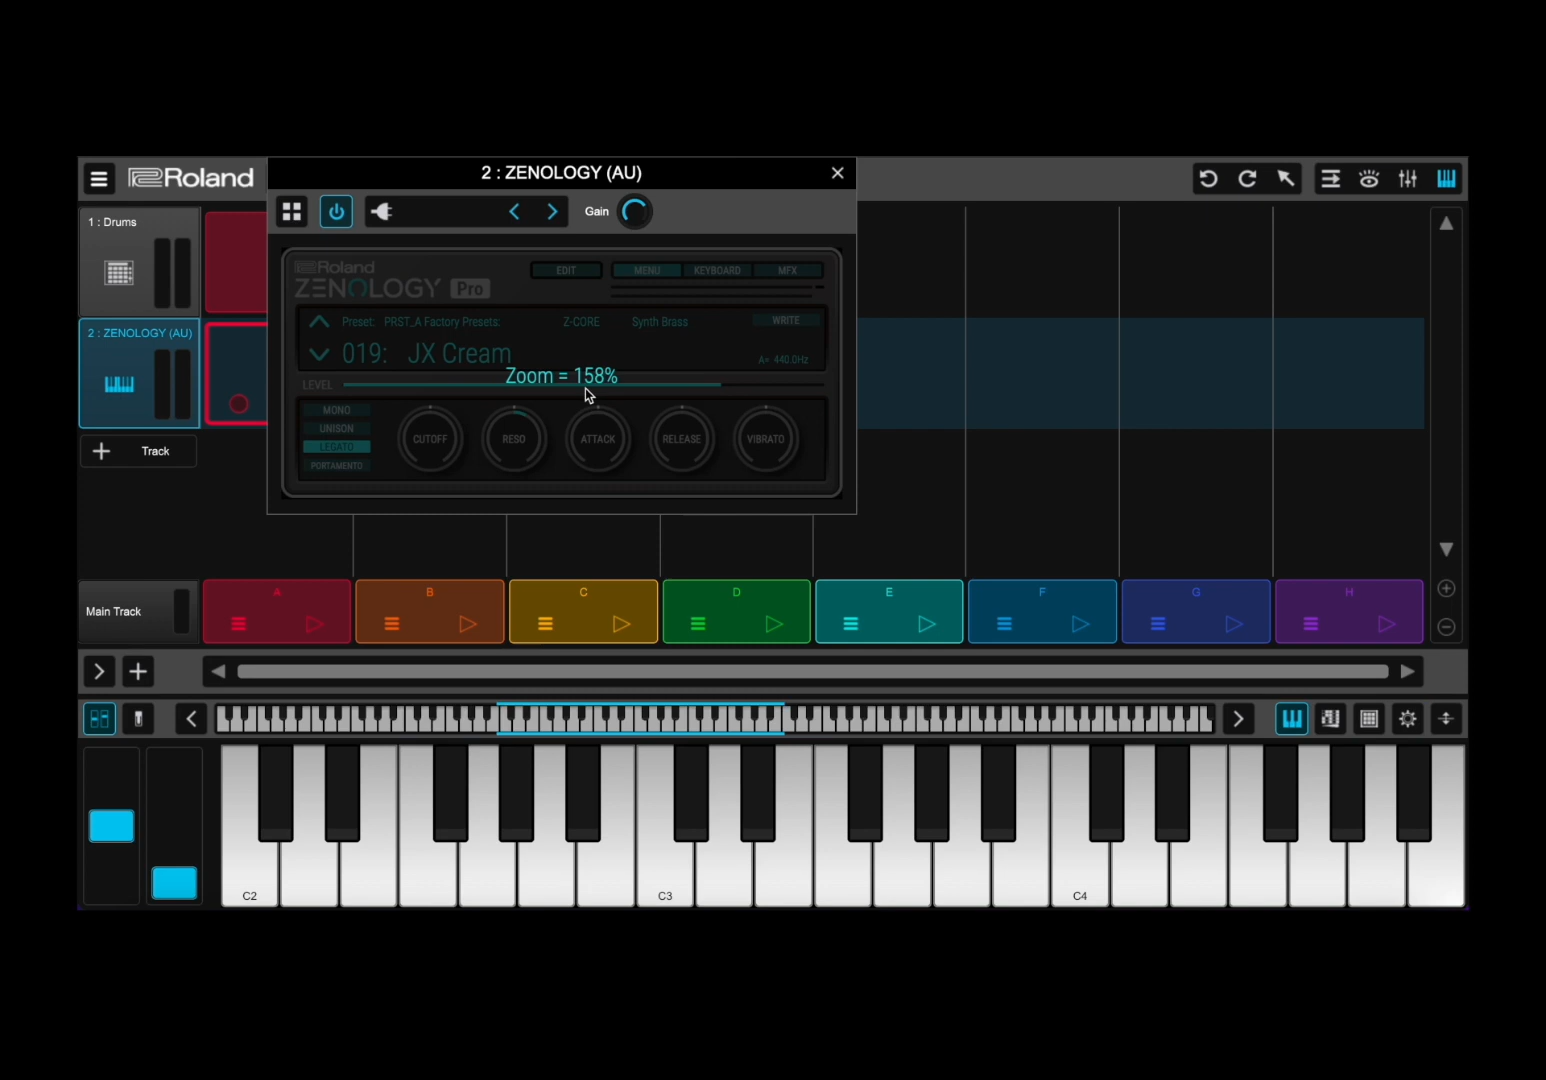 Roland
2 : ZENOLOGY (AU)
Gain
1 : Drums
2 : ZENOLOGY (AU)
Track
Roland
ZENOLOGY Pro
EDIT
MENU
KEYBOARD
MFX
Preset: PRST_A Factory Presets:
Z-CORE
Synth Brass
WRITE
019: JX Cream
A= 440.0Hz
Zoom = 158%
LEVEL
MONO
UNISON
LEGATO
PORTAMENTO
CUTOFF
RESO
ATTACK
RELEASE
VIBRATO
Main Track
A
B
C
D
E
F
G
H
C2
C3
C4